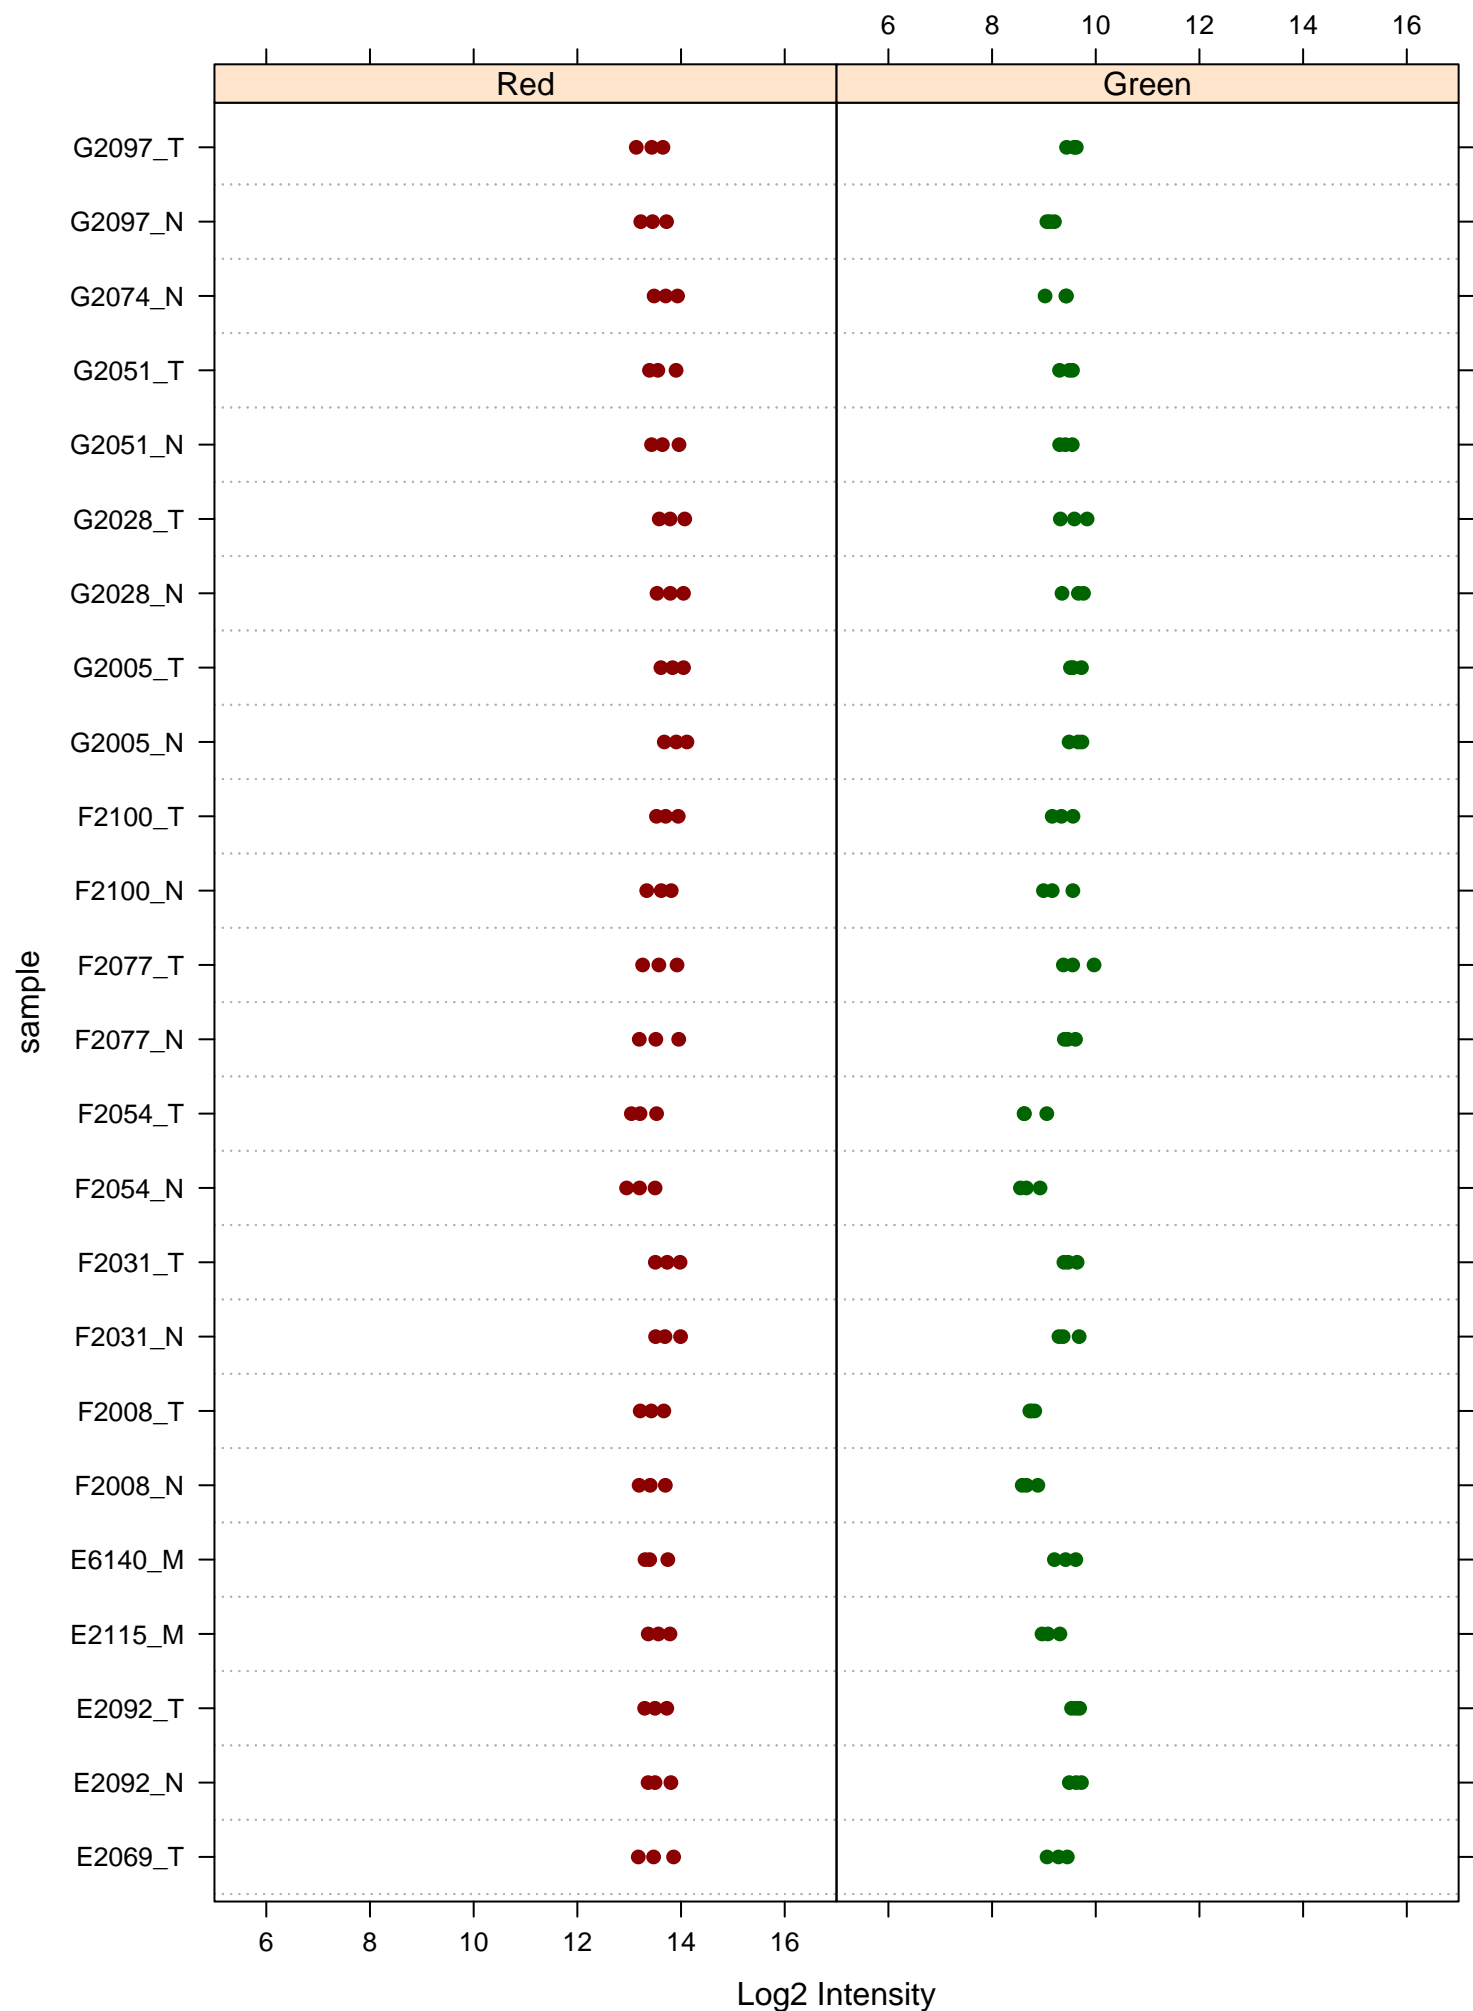 6 8 10 12 14 16
Red Green
G2097_T
G2097_N
G2074_N
G2051_T
G2051_N
G2028_T
G2028_N
G2005_T
G2005_N
F2100_T
F2100_N
F2077_T
F2077_N
F2054_T
F2054_N
F2031_T
F2031_N
F2008_T
F2008_N
E6140_M
E2115_M
E2092_T
E2092_N
E2069_T
sample
6 8 10 12 14 16
Log2 Intensity